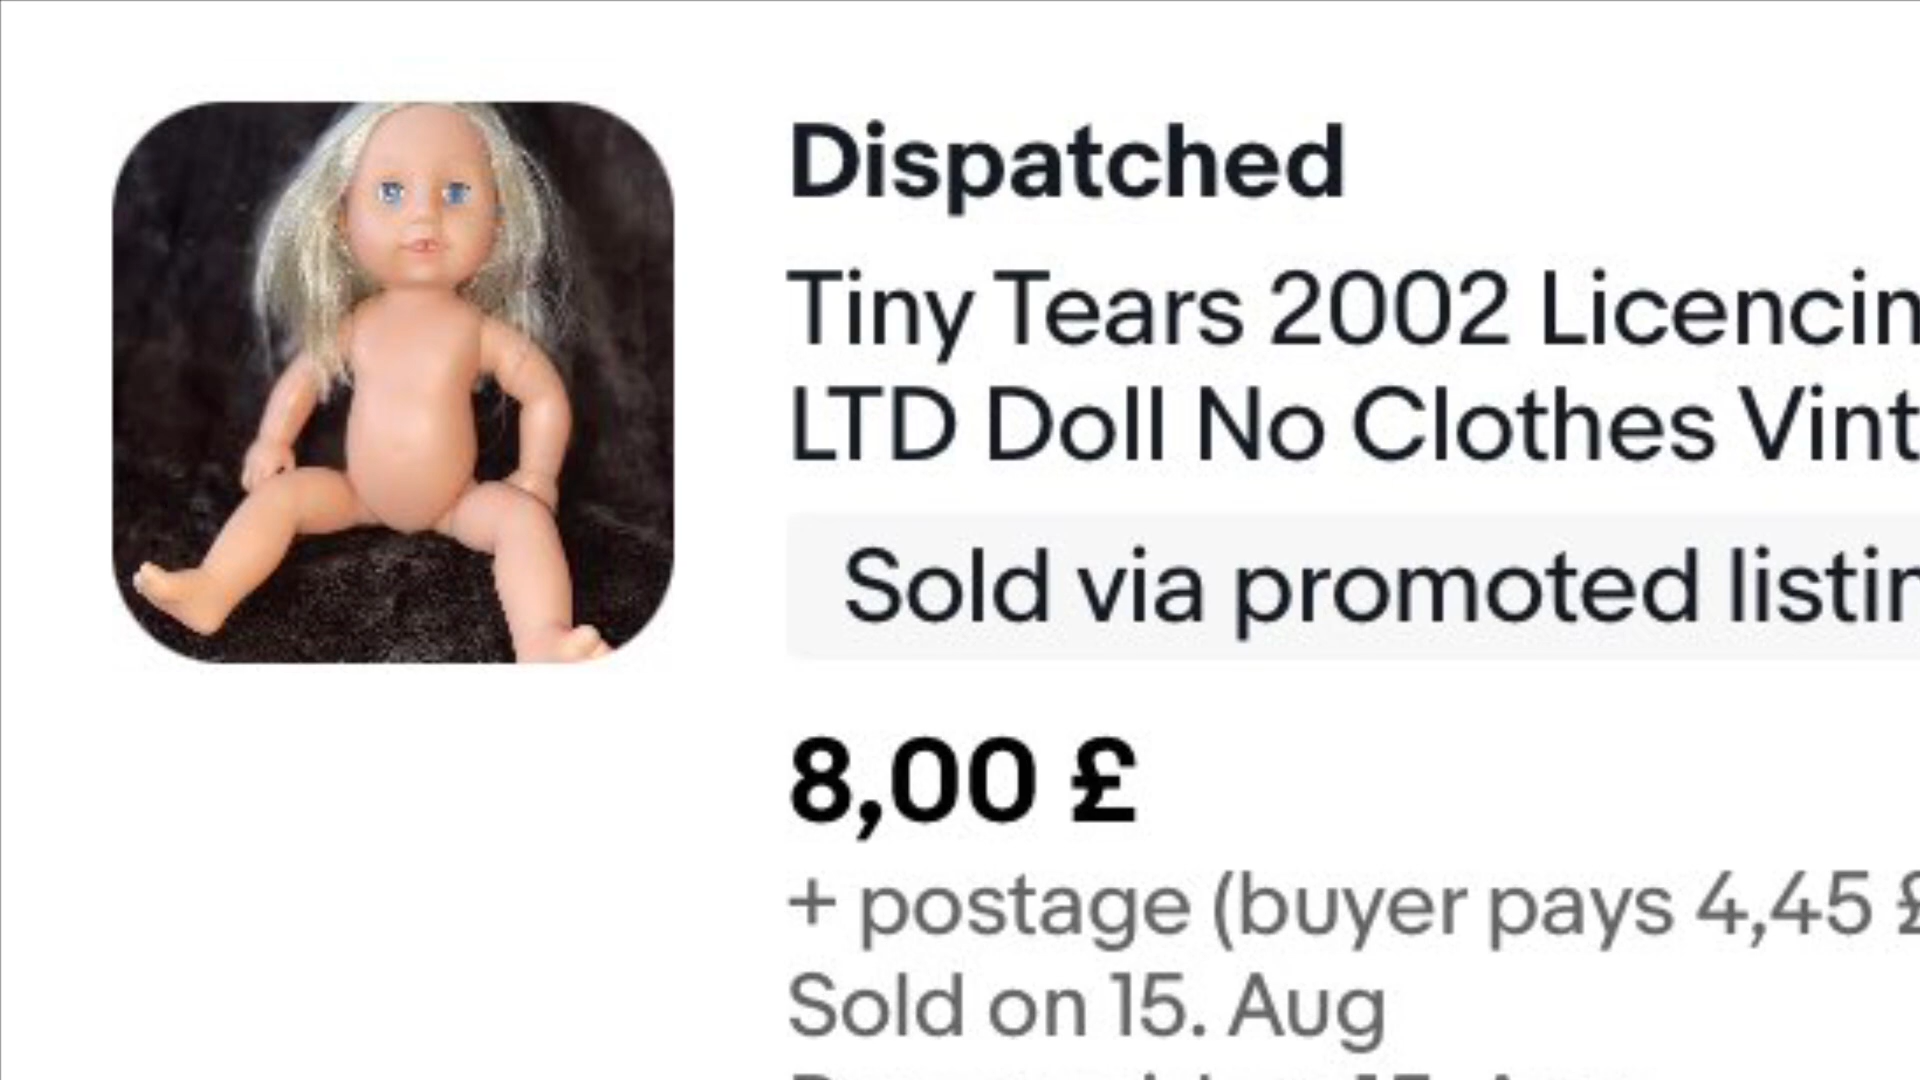 Dispatched
Tiny Tears 2002 Licencin
LTD Doll No Clothes Vint
Sold via promoted listin
8,00 £
+ postage (buyer pays 4,45 £
Sold on 15. Aug